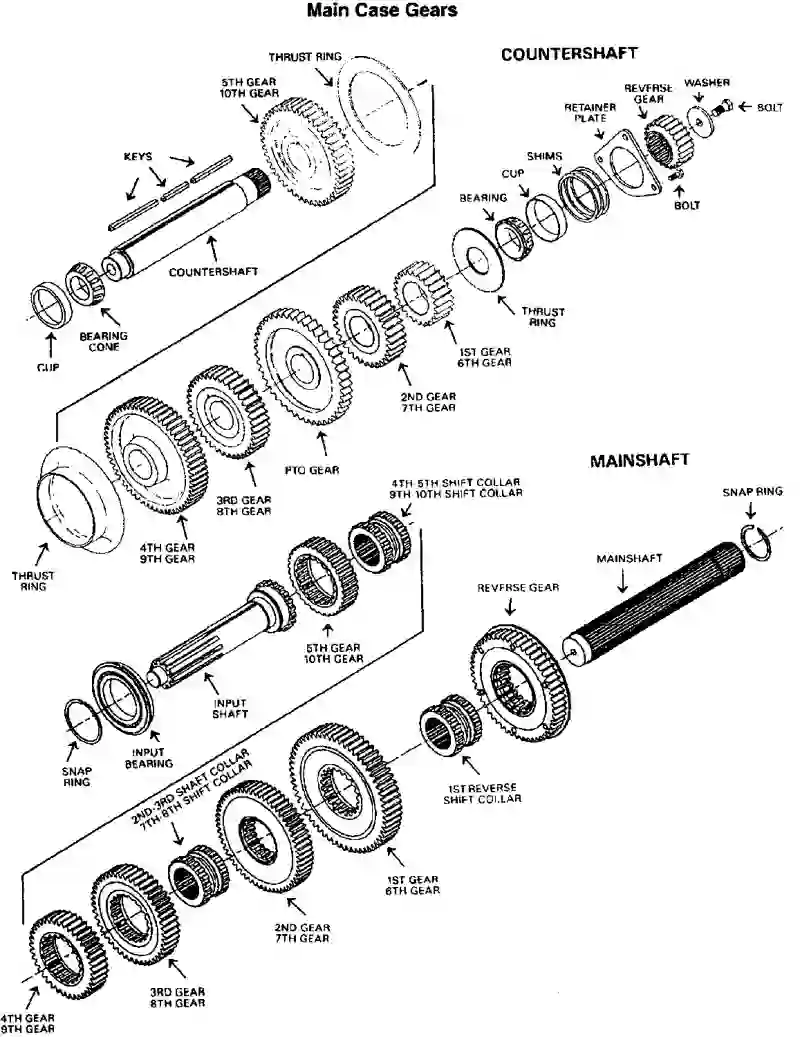 Main Case Gears
COUNTERSHAFT
THRUST RING
5TH GEAR
10TH GEAR
KEYS
COUNTERSHAFT
BEARING
CONE
CUP
WASHER
REVERSE
GEAR
BOLT
RETAINER
PLATE
SHIMS
CUP
BEARING
BOLT
THRUST
RING
1ST GEAR
6TH GEAR
2ND GEAR
7TH GEAR
PTO GEAR
3RD GEAR
8TH GEAR
4TH GEAR
9TH GEAR
THRUST
RING
MAINSHAFT
4TH-5TH SHIFT COLLAR
9TH-10TH SHIFT COLLAR
SNAP RING
MAINSHAFT
REVERSE GEAR
5TH GEAR
10TH GEAR
INPUT
SHAFT
INPUT
BEARING
SNAP
RING
1ST REVERSE
SHIFT COLLAR
2ND-3RD SHAFT COLLAR
7TH-8TH SHIFT COLLAR
1ST GEAR
6TH GEAR
2ND GEAR
7TH GEAR
3RD GEAR
8TH GEAR
4TH GEAR
9TH GEAR